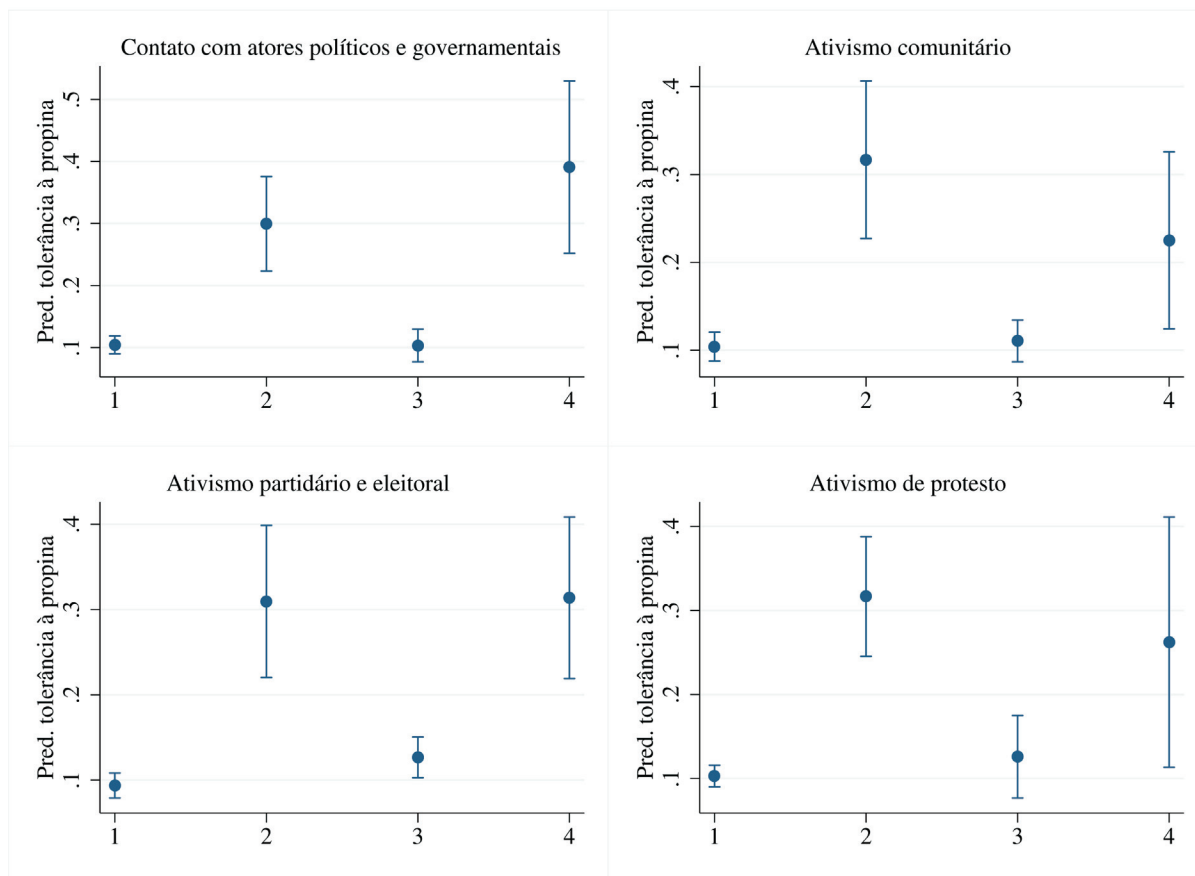 Contato com atores políticos e governamentais
Pred. tolerância à propina
.5
.4
.3
.2
.1
1 2 3 4
Ativismo comunitário
Pred. tolerância à propina
.4
.3
.2
.1
1 2 3 4
Ativismo partidário e eleitoral
Pred. tolerância à propina
.4
.3
.2
.1
1 2 3 4
Ativismo de protesto
Pred. tolerância à propina
.4
.3
.2
.1
1 2 3 4